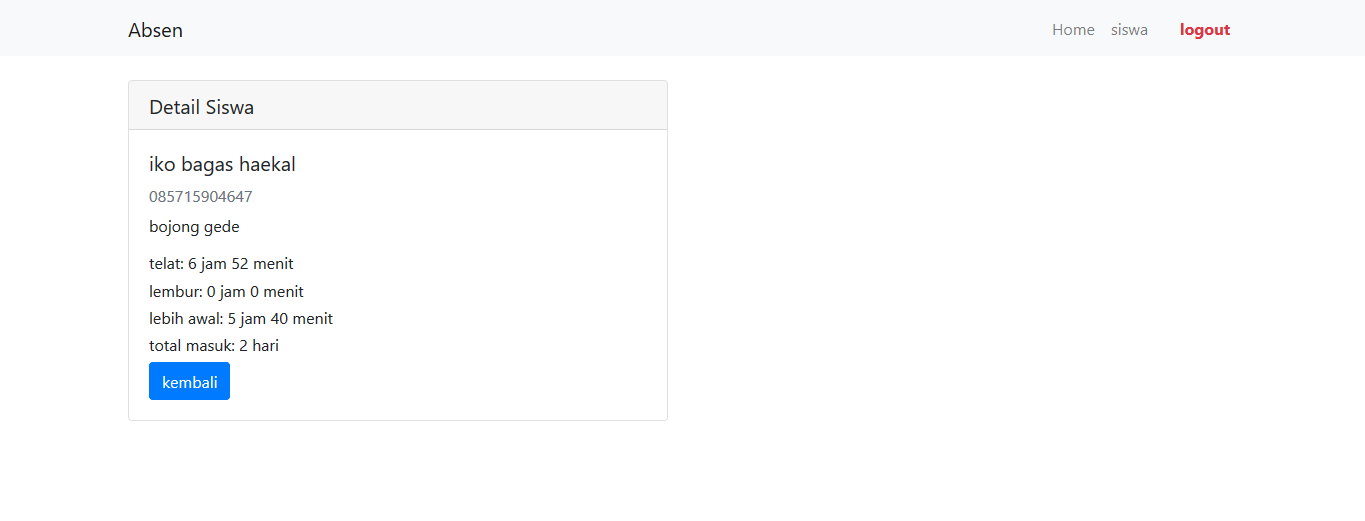 Absen
Home siswa logout
Detail Siswa
iko bagas haekal
085715904647
bojong gede
telat: 6 jam 52 menit
lembur: 0 jam 0 menit
lebih awal: 5 jam 40 menit
total masuk: 2 hari
kembali